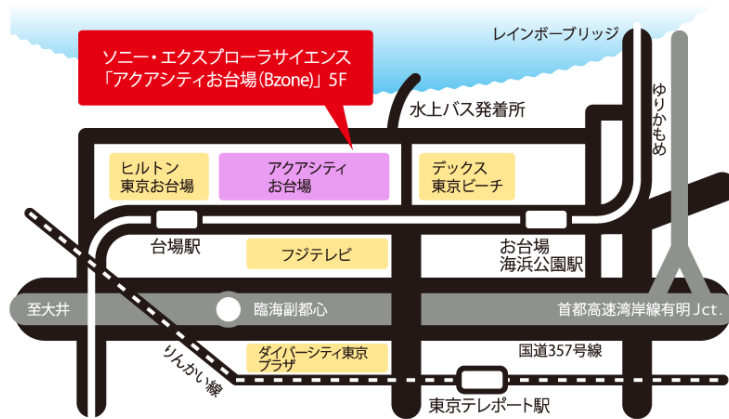 レインボーブリッジ
ソニー・エクスプローラサイエンス
「アクアシティお台場(Bzone)」5F
水上バス発着所
ゆりかもめ
ヒルトン
東京お台場
アクアシティ
お台場
デックス
東京ビーチ
台場駅
フジテレビ
お台場
海浜公園駅
至大井
臨海副都心
首都高速湾岸線有明Jct.
りんかい線
ダイバーシティ東京
プラザ
国道357号線
東京テレポート駅